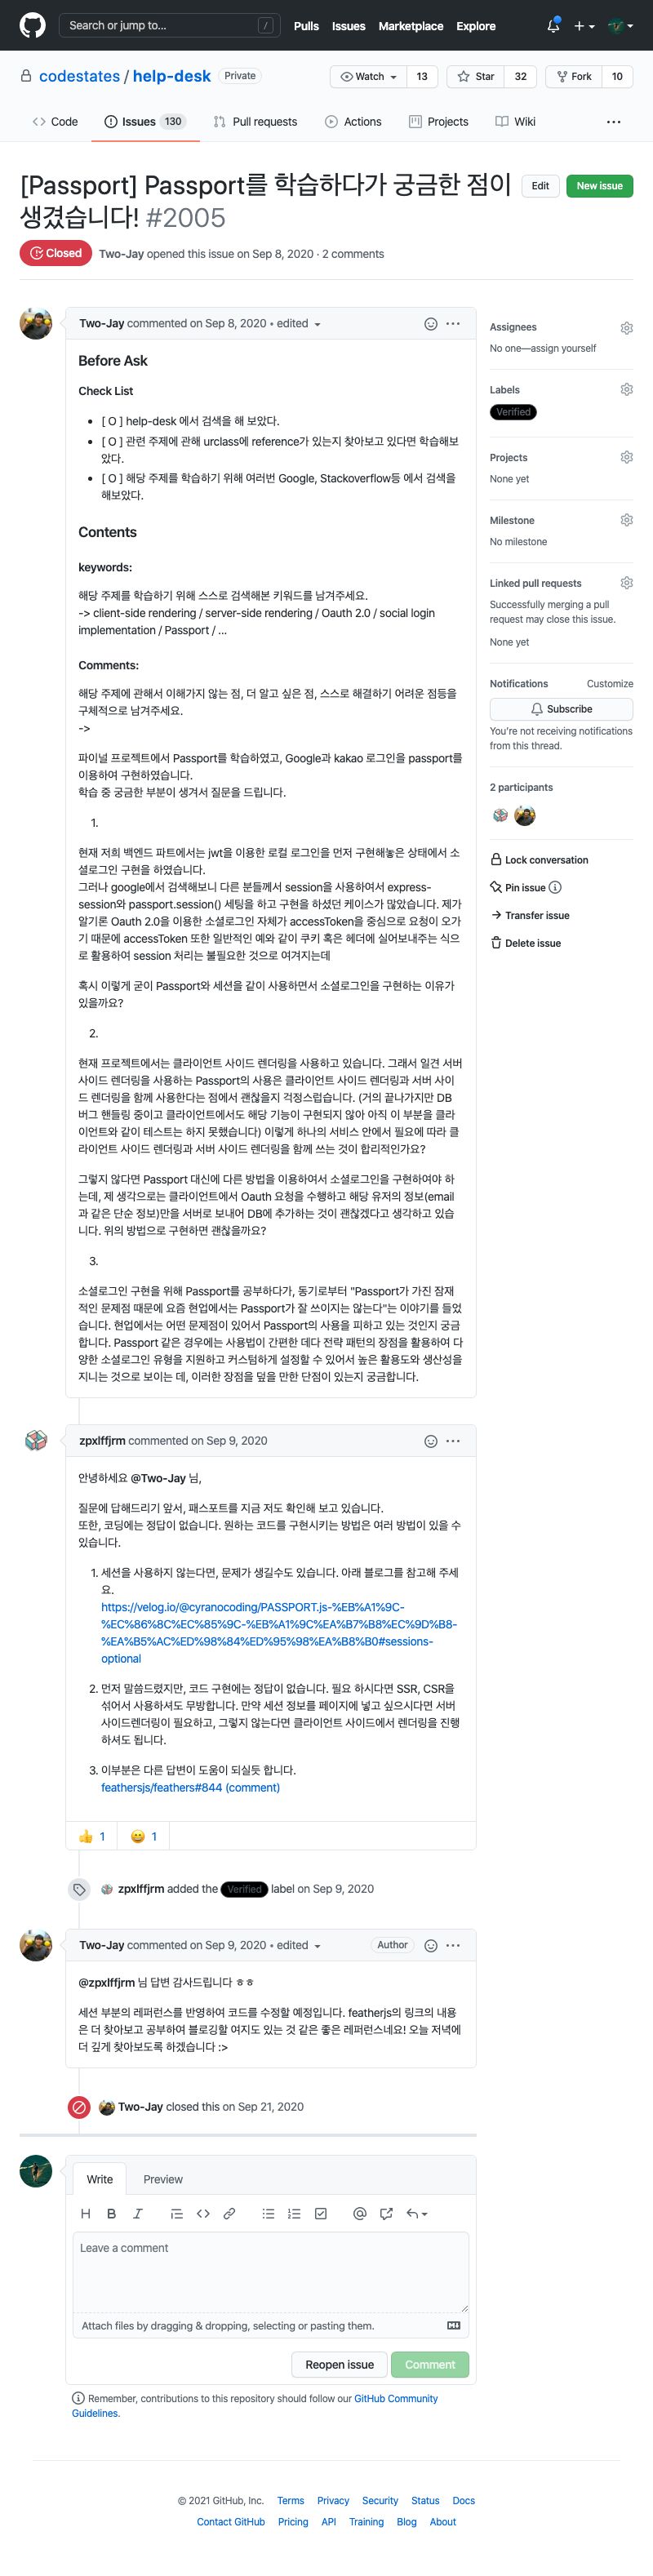 Search or jump to...
/
Pulls Issues Marketplace Explore
codestates / help-desk Private
Watch 13
Star 32
Fork 10
Code
Issues 130
Pull requests
Actions
Projects
Wiki
[Passport] Passport를 학습하다가 궁금한 점이
생겼습니다! #2005
Edit
New issue
Closed
Two-Jay opened this issue on Sep 8, 2020 · 2 comments
Two-Jay commented on Sep 8, 2020 • edited
Before Ask
Check List
• [ O ] help-desk 에서 검색을 해 보았다.
• [ O ] 관련 주제에 관해 urclass에 reference가 있는지 찾아보고 있다면 학습해보
았다.
• [ O ] 해당 주제를 학습하기 위해 여러번 Google, Stackoverflow등 에서 검색을
해보았다.
Contents
keywords:
해당 주제를 학습하기 위해 스스로 검색해본 키워드를 남겨주세요.
-> client-side rendering / server-side rendering / Oauth 2.0 / social login
implementation / Passport / ...
Comments:
해당 주제에 관해서 이해가지 않는 점, 더 알고 싶은 점, 스스로 해결하기 어려운 점등을
구체적으로 남겨주세요.
->
파이널 프로젝트에서 Passport를 학습하였고, Google과 kakao 로그인을 passport를
이용하여 구현하였습니다.
학습 중 궁금한 부분이 생겨서 질문을 드립니다.
1.
현재 저희 백엔드 파트에서는 jwt을 이용한 로컬 로그인을 먼저 구현해놓은 상태에서 소
셜로그인 구현을 하였습니다.
그러나 google에서 검색해보니 다른 분들께서 session을 사용하여서 express-
session와 passport.session() 세팅을 하고 구현을 하셨던 케이스가 많았습니다. 제가
알기론 Oauth 2.0을 이용한 소셜로그인 자체가 accessToken을 중심으로 요청이 오가
기 때문에 accessToken 또한 일반적인 예와 같이 쿠키 혹은 헤더에 실어보내주는 식으
로 활용하여 session 처리는 불필요한 것으로 여겨지는데
혹시 이렇게 굳이 Passport와 세션을 같이 사용하면서 소셜로그인을 구현하는 이유가
있을까요?
2.
현재 프로젝트에서는 클라이언트 사이드 렌더링을 사용하고 있습니다. 그래서 일견 서버
사이드 렌더링을 사용하는 Passport의 사용은 클라이언트 사이드 렌더링과 서버 사이
드 렌더링을 함께 사용한다는 점에서 괜찮을지 걱정스럽습니다. (거의 끝나가지만 DB
버그 핸들링 중이고 클라이언트에서도 해당 기능이 구현되지 않아 아직 이 부분을 클라
이언트와 같이 테스트는 하지 못했습니다) 이렇게 하나의 서비스 안에서 필요에 따라 클
라이언트 사이드 렌더링과 서버 사이드 렌더링을 함께 쓰는 것이 합리적인가요?
그렇지 않다면 Passport 대신에 다른 방법을 이용하여서 소셜로그인을 구현하여야 하
는데, 제 생각으로는 클라이언트에서 Oauth 요청을 수행하고 해당 유저의 정보(email
과 같은 단순 정보)만을 서버로 보내어 DB에 추가하는 것이 괜찮겠다고 생각하고 있습
니다. 위의 방법으로 구현하면 괜찮을까요?
3.
소셜로그인 구현을 위해 Passport를 공부하다가, 동기로부터 "Passport가 가진 잠재
적인 문제점 때문에 요즘 현업에서는 Passport가 잘 쓰이지는 않는다"는 이야기를 들었
습니다. 현업에서는 어떤 문제점이 있어서 Passport의 사용을 피하고 있는 것인지 궁금
합니다. Passport 같은 경우에는 사용법이 간편한 데다 전략 패턴의 장점을 활용하여 다
양한 소셜로그인 유형을 지원하고 커스텀하게 설정할 수 있어서 높은 활용도와 생산성을
지니는 것으로 보이는 데, 이러한 장점을 덮을 만한 단점이 있는지 궁금합니다.
Assignees
No one—assign yourself
Labels
Verified
Projects
None yet
Milestone
No milestone
Linked pull requests
Successfully merging a pull
request may close this issue.
None yet
Notifications Customize
Subscribe
You're not receiving notifications
from this thread.
2 participants
Lock conversation
Pin issue
Transfer issue
Delete issue
zpxlffjrm commented on Sep 9, 2020
안녕하세요 @Two-Jay 님,
질문에 답해드리기 앞서, 패스포트를 지금 저도 확인해 보고 있습니다.
또한, 코딩에는 정답이 없습니다. 원하는 코드를 구현시키는 방법은 여러 방법이 있을 수
있습니다.
1. 세션을 사용하지 않는다면, 문제가 생길수도 있습니다. 아래 블로그를 참고해 주세
요.
https://velog.io/@cyranocoding/PASSPORT.js-%EB%A1%9C-
%EC%86%8C%EC%85%9C-%EB%A1%9C%EA%B7%B8%EC%9D%B8-
%EA%B5%AC%ED%98%84%ED%95%98%EA%B8%B0#sessions-
optional
2. 먼저 말씀드렸지만, 코드 구현에는 정답이 없습니다. 필요 하시다면 SSR, CSR을
섞어서 사용하셔도 무방합니다. 만약 세션 정보를 페이지에 넣고 싶으시다면 서버
사이드렌더링이 필요하고, 그렇지 않는다면 클라이언트 사이드에서 렌더링을 진행
하셔도 됩니다.
3. 이부분은 다른 답변이 도움이 되실듯 합니다.
feathersjs/feathers#844 (comment)
👍 1 😄 1
zpxlffjrm added the Verified label on Sep 9, 2020
Two-Jay commented on Sep 9, 2020 • edited
Author
@zpxlffjrm 님 답변 감사드립니다 ㅎㅎ
세션 부분의 레퍼런스를 반영하여 코드를 수정할 예정입니다. featherjs의 링크의 내용
은 더 찾아보고 공부하여 블로깅할 여지도 있는 것 같은 좋은 레퍼런스네요! 오늘 저녁에
더 깊게 찾아보도록 하겠습니다 :>
Two-Jay closed this on Sep 21, 2020
Write Preview
Leave a comment
Attach files by dragging & dropping, selecting or pasting them.
Reopen issue
Comment
Remember, contributions to this repository should follow our GitHub Community
Guidelines.
© 2021 GitHub, Inc. Terms Privacy Security Status Docs
Contact GitHub Pricing API Training Blog About